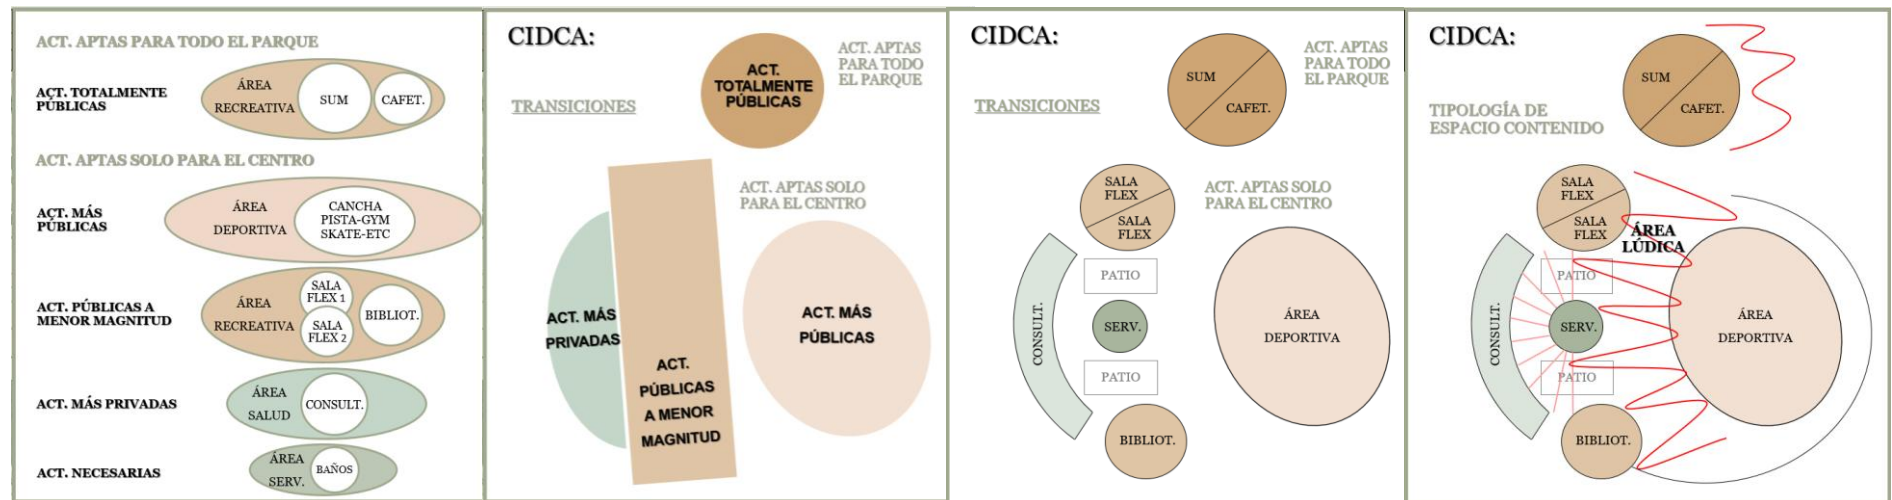 ACT. APTAS PARA TODO EL PARQUE
ACT. TOTALMENTE
PÚBLICAS
ÁREA
RECREATIVA
SUM
CAFET.
ACT. APTAS SOLO PARA EL CENTRO
ACT. MÁS
PÚBLICAS
ÁREA
DEPORTIVA
CANCHA
PISTA-GYM
SKATE-ETC
ACT. PÚBLICAS A
MENOR MAGNITUD
ÁREA
RECREATIVA
SALA
FLEX 1
SALA
FLEX 2
BIBLIOT.
ACT. MÁS PRIVADAS
ÁREA
SALUD
CONSULT.
ACT. NECESARIAS
ÁREA
SERV.
BAÑOS
CIDCA:
ACT.
TOTALMENTE
PÚBLICAS
ACT. APTAS
PARA TODO
EL PARQUE
TRANSICIONES
ACT. APTAS SOLO
PARA EL CENTRO
ACT. MÁS
PRIVADAS
ACT.
PÚBLICAS
A MENOR
MAGNITUD
ACT. MÁS
PÚBLICAS
CIDCA:
SUM
CAFET.
ACT. APTAS
PARA TODO
EL PARQUE
TRANSICIONES
SALA
FLEX
SALA
FLEX
ACT. APTAS SOLO
PARA EL CENTRO
PATIO
CONSULT.
SERV.
PATIO
BIBLIOT.
ÁREA
DEPORTIVA
CIDCA:
SUM
CAFET.
TIPOLOGÍA DE
ESPACIO CONTENIDO
SALA
FLEX
SALA
FLEX
ÁREA
LÚDICA
PATIO
CONSULT.
SERV.
PATIO
BIBLIOT.
ÁREA
DEPORTIVA